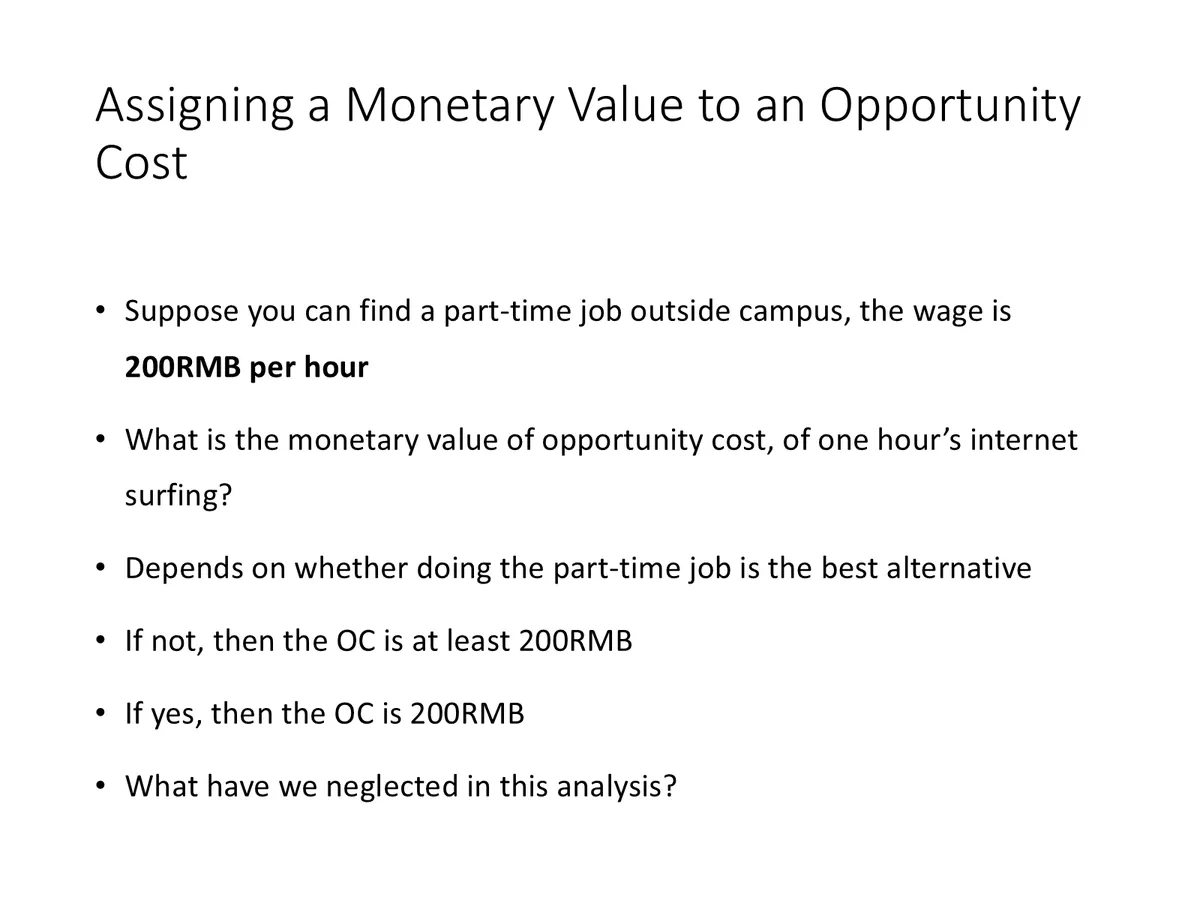 Assigning a Monetary Value to an Opportunity
Cost
• Suppose you can find a part-time job outside campus, the wage is
200RMB per hour
• What is the monetary value of opportunity cost, of one hour’s internet
surfing?
• Depends on whether doing the part-time job is the best alternative
• If not, then the OC is at least 200RMB
• If yes, then the OC is 200RMB
• What have we neglected in this analysis?